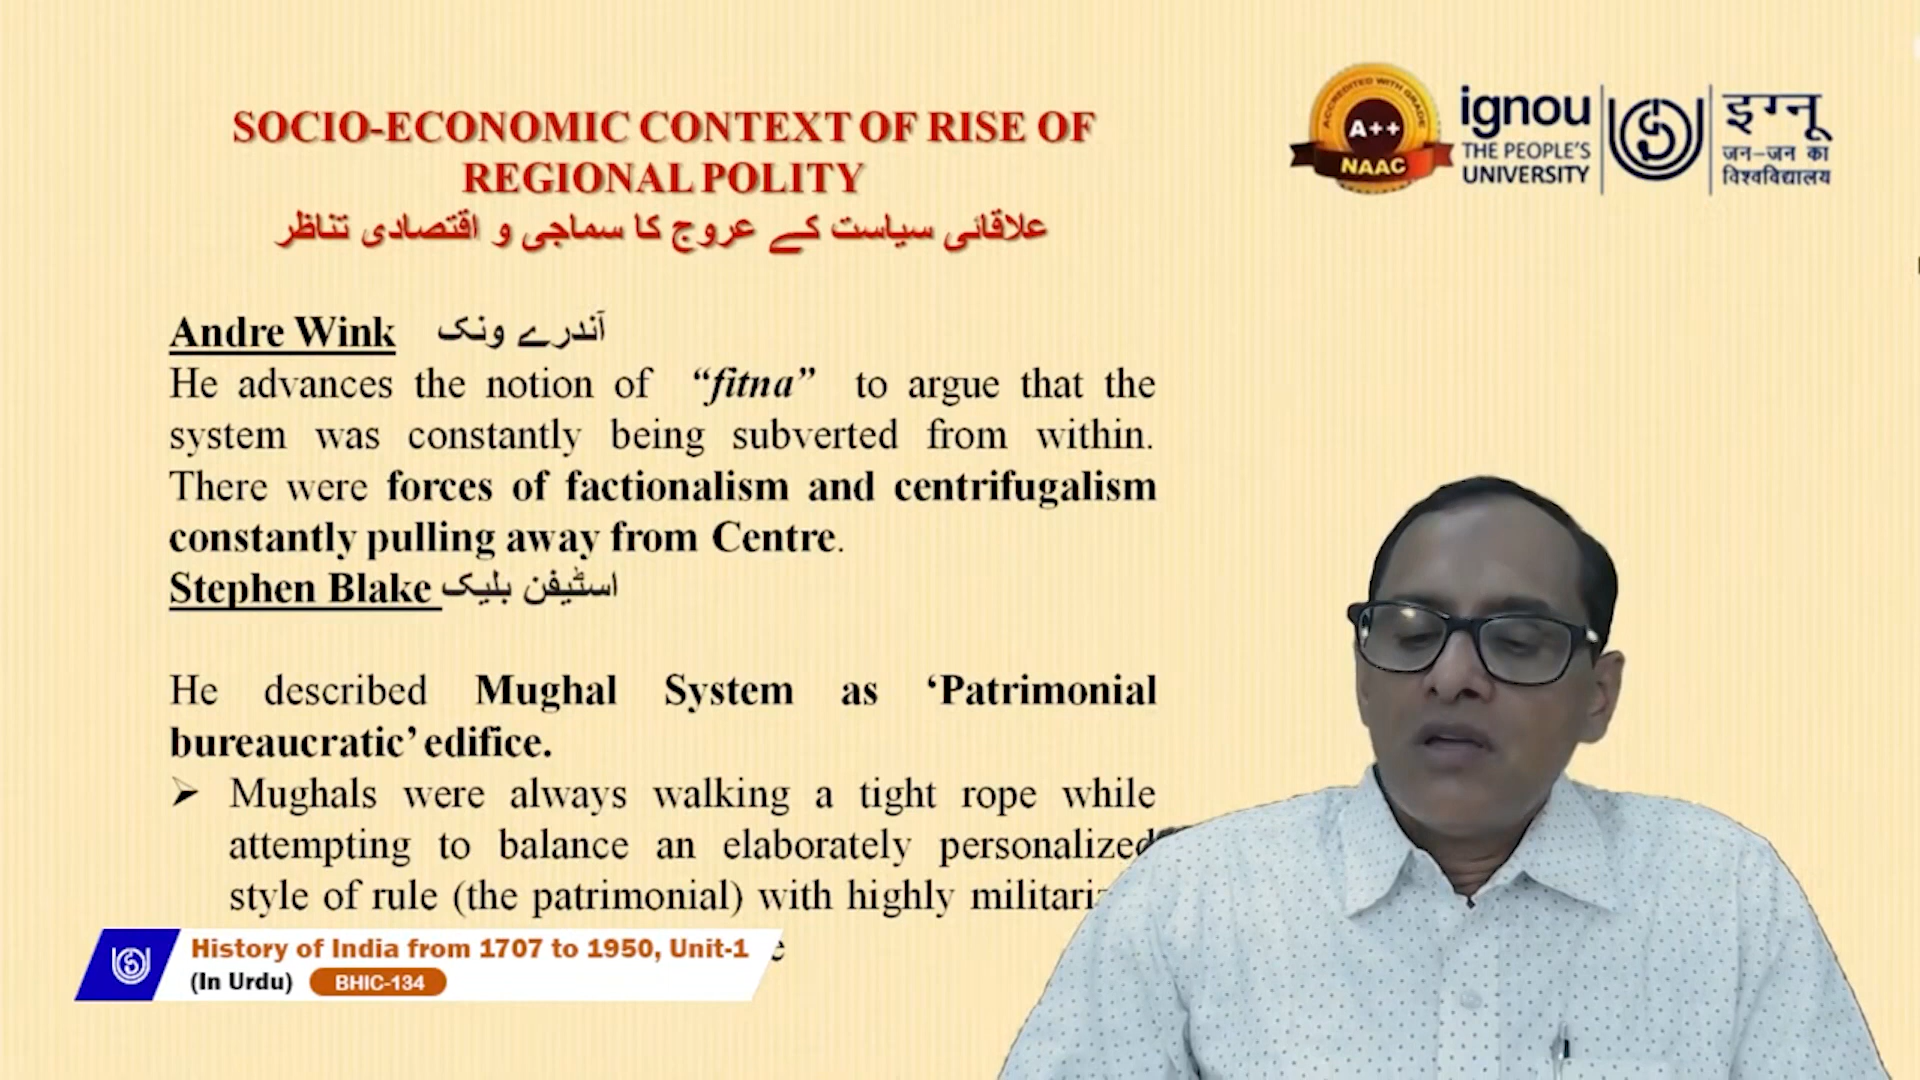 SOCIO-ECONOMIC CONTEXT OF RISE OF
REGIONAL POLITY
علاقائی سیاست کے عروج کا سماجی و اقتصادی تناظر
ACCREDITED WITH GRADE
A++
NAAC
ignou
THE PEOPLE'S
UNIVERSITY
इग्नू
जन-जन का
विश्वविद्यालय
Andre Wink آندرے ونک
He advances the notion of “fitna” to argue that the
system was constantly being subverted from within.
There were forces of factionalism and centrifugalism
constantly pulling away from Centre.
Stephen Blake اسٹیفن بلیک
He described Mughal System as ‘Patrimonial
bureaucratic’ edifice.
➢ Mughals were always walking a tight rope while
attempting to balance an elaborately personalized
style of rule (the patrimonial) with highly
History of India from 1707 to 1950, Unit-1
(In Urdu) BHIC-134